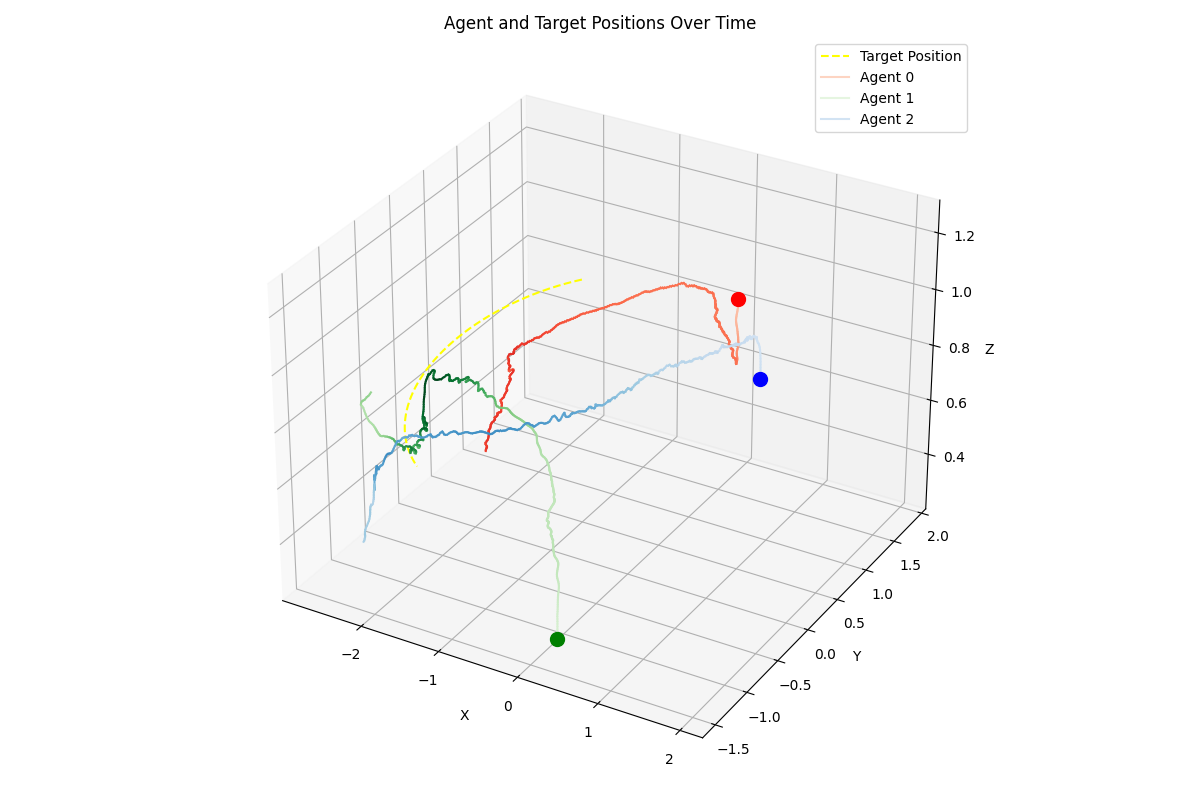 Agent and Target Positions Over Time
Target Position
Agent 0
Agent 1
Agent 2
1.2
1.0
Z
0.8
0.6
0.4
2.0
1.5
1.0
0.5
0.0
Y
−0.5
−1.0
−1.5
−2
−1
X
0
1
2